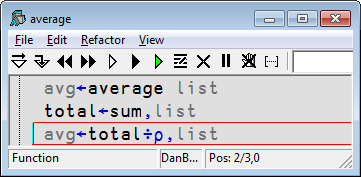 average
File Edit Refactor View
avg←average list
total←sum,list
avg←total÷⍴,list
Function DanB... Pos: 2/3,0